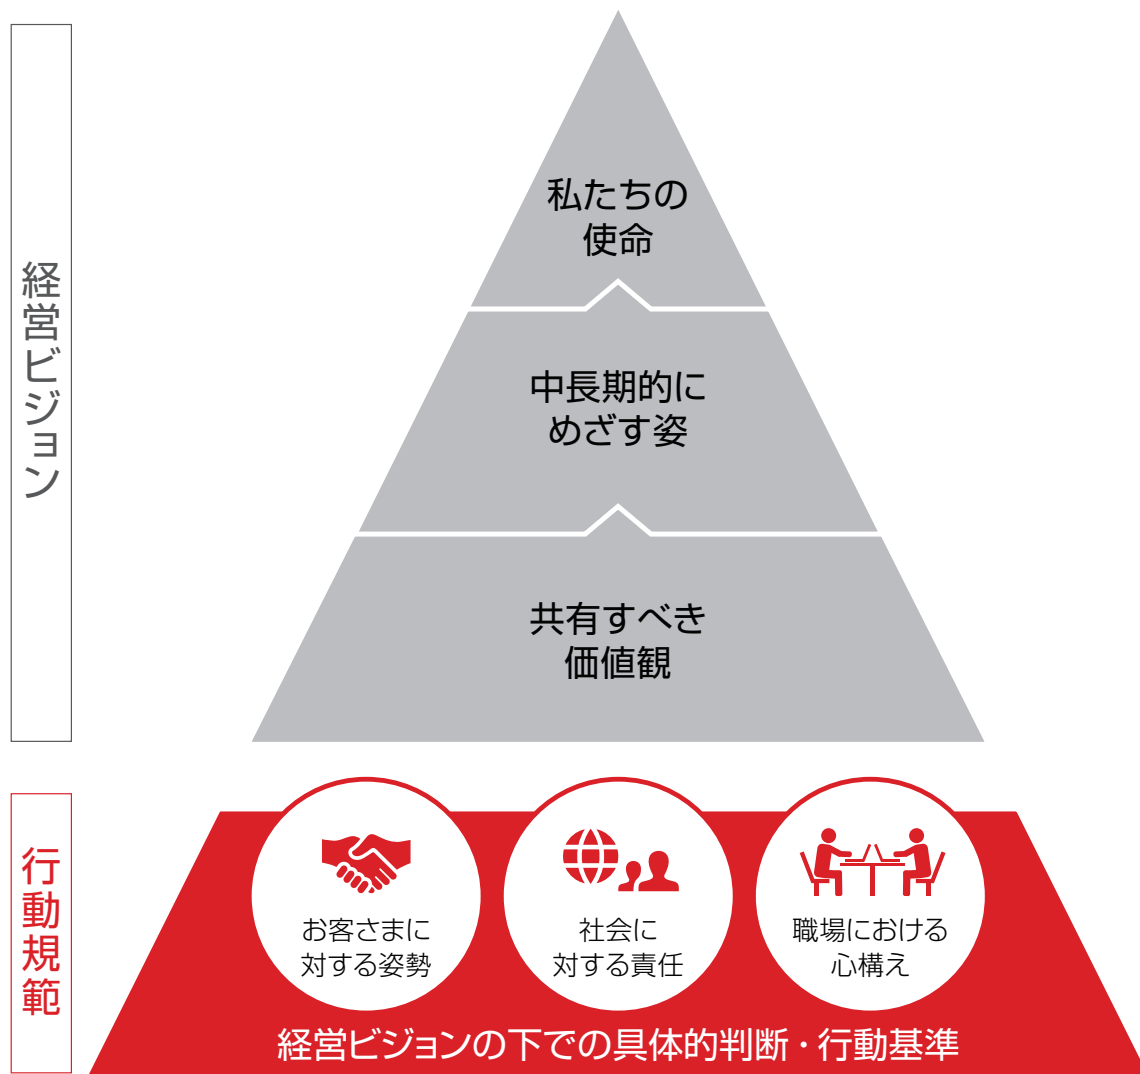 経営ビジョン
私たちの
使命
中長期的に
めざす姿
共有すべき
価値観
行動規範
お客さまに
対する姿勢
社会に
対する責任
職場における
心構え
経営ビジョンの下での具体的判断・行動基準